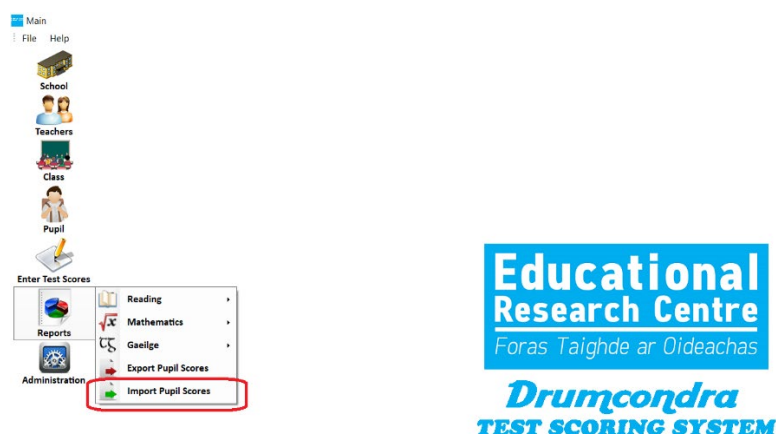 Main
File Help
School
Teachers
Class
Pupil
Enter Test Scores
Reports
Administration
Reading
Mathematics
Gaeilge
Export Pupil Scores
Import Pupil Scores
Educational
Research Centre
Foras Taighde ar Oideachas
Drumcondra
TEST SCORING SYSTEM